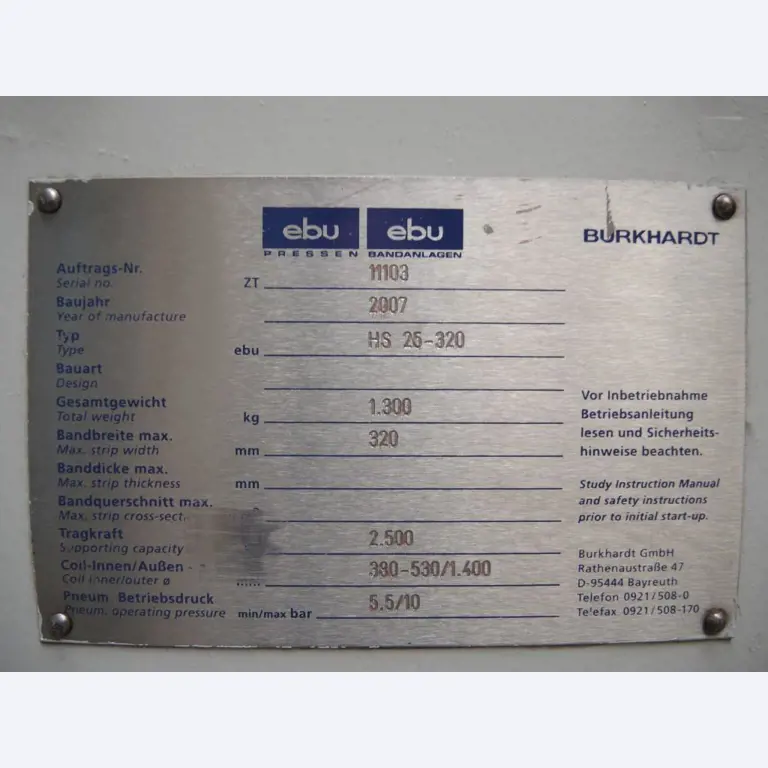 ebu ebu
PRESSEN BANDANLAGEN
BURKHARDT
Auftrags-Nr.
Serial no. ZT 11103
Baujahr
Year of manufacture 2007
Typ
Type ebu HS 25-320
Bauart
Design
Gesamtgewicht
Total weight kg 1.300
Bandbreite max.
Max. strip width mm 320
Banddicke max.
Max. strip thickness mm
Bandquerschnitt max.
Max. strip cross-sect.
Tragkraft
Supporting capacity 2.500
Coil-Innen/Außen -
Coil inner/outer ø 380-530/1.400
Pneum. Betriebsdruck
Pneum. operating pressure min/max bar 5.5/10
Vor Inbetriebnahme
Betriebsanleitung
lesen und Sicherheits-
hinweise beachten.
Study Instruction Manual
and safety instructions
prior to initial start-up.
Burkhardt GmbH
Rathenaustraße 47
D-95444 Bayreuth
Telefon 0921/508-0
Telefax 0921/508-170